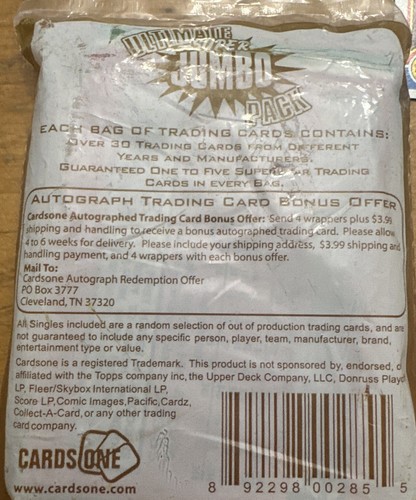 ULTIMATE
SUPER
JUMBO
PACK
EACH BAG OF TRADING CARDS CONTAINS:
OVER 30 TRADING CARDS FROM DIFFERENT
YEARS AND MANUFACTURERS.
GUARANTEED ONE TO FIVE SUPERSTAR TRADING
CARDS IN EVERY BAG.
AUTOGRAPH TRADING CARD BONUS OFFER
Cardsone Autographed Trading Card Bonus Offer: Send 4 wrappers plus $3.99
shipping and handling to receive a bonus autographed trading card. Please allow
4 to 6 weeks for delivery. Please include your shipping address, $3.99 shipping and
handling payment, and 4 wrappers with each bonus offer.
Mail To:
Cardsone Autograph Redemption Offer
PO Box 3777
Cleveland, TN 37320
All Singles included are a random selection of out of production trading cards, and are
not guaranteed to include any specific person, player, team, manufacturer, brand,
entertainment type or value.
Cardsone is a registered Trademark. This product is not sponsored by, endorsed, o
affiliated with the Topps company inc, the Upper Deck Company, LLC, Donruss Playof
LP, Fleer/Skybox International LP,
Score LP, Comic Images, Pacific, Cardz,
Collect-A-Card, or any other trading
card company.
CARDSONE
www.cardsone.com
8 92298 00285 5